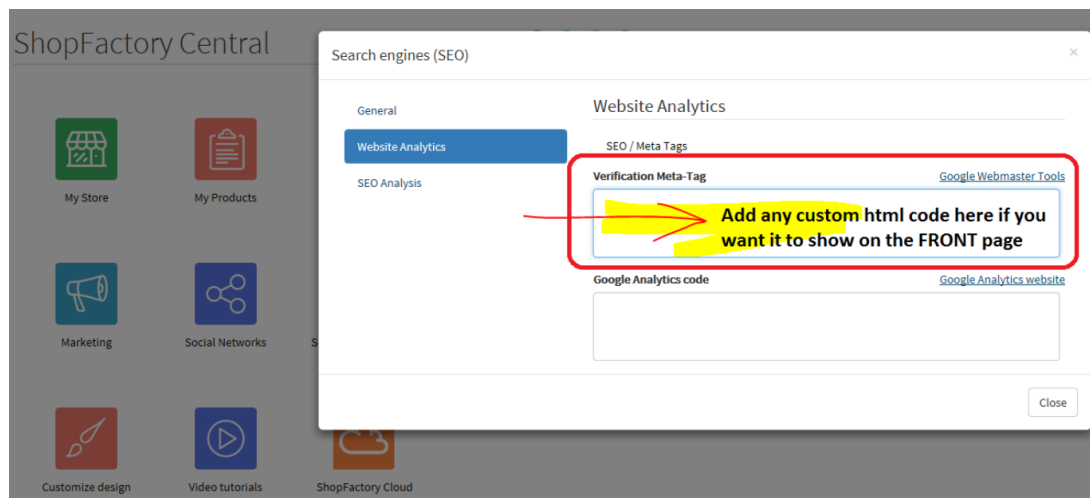 ShopFactory Central
Search engines (SEO)
×
General
Website Analytics
SEO Analysis
Website Analytics
SEO / Meta Tags
Verification Meta-Tag
Google Webmaster Tools
Add any custom html code here if you
want it to show on the FRONT page
Google Analytics code
Google Analytics website
Close
My Store
My Products
Marketing
Social Networks
S
Customize design
Video tutorials
ShopFactory Cloud